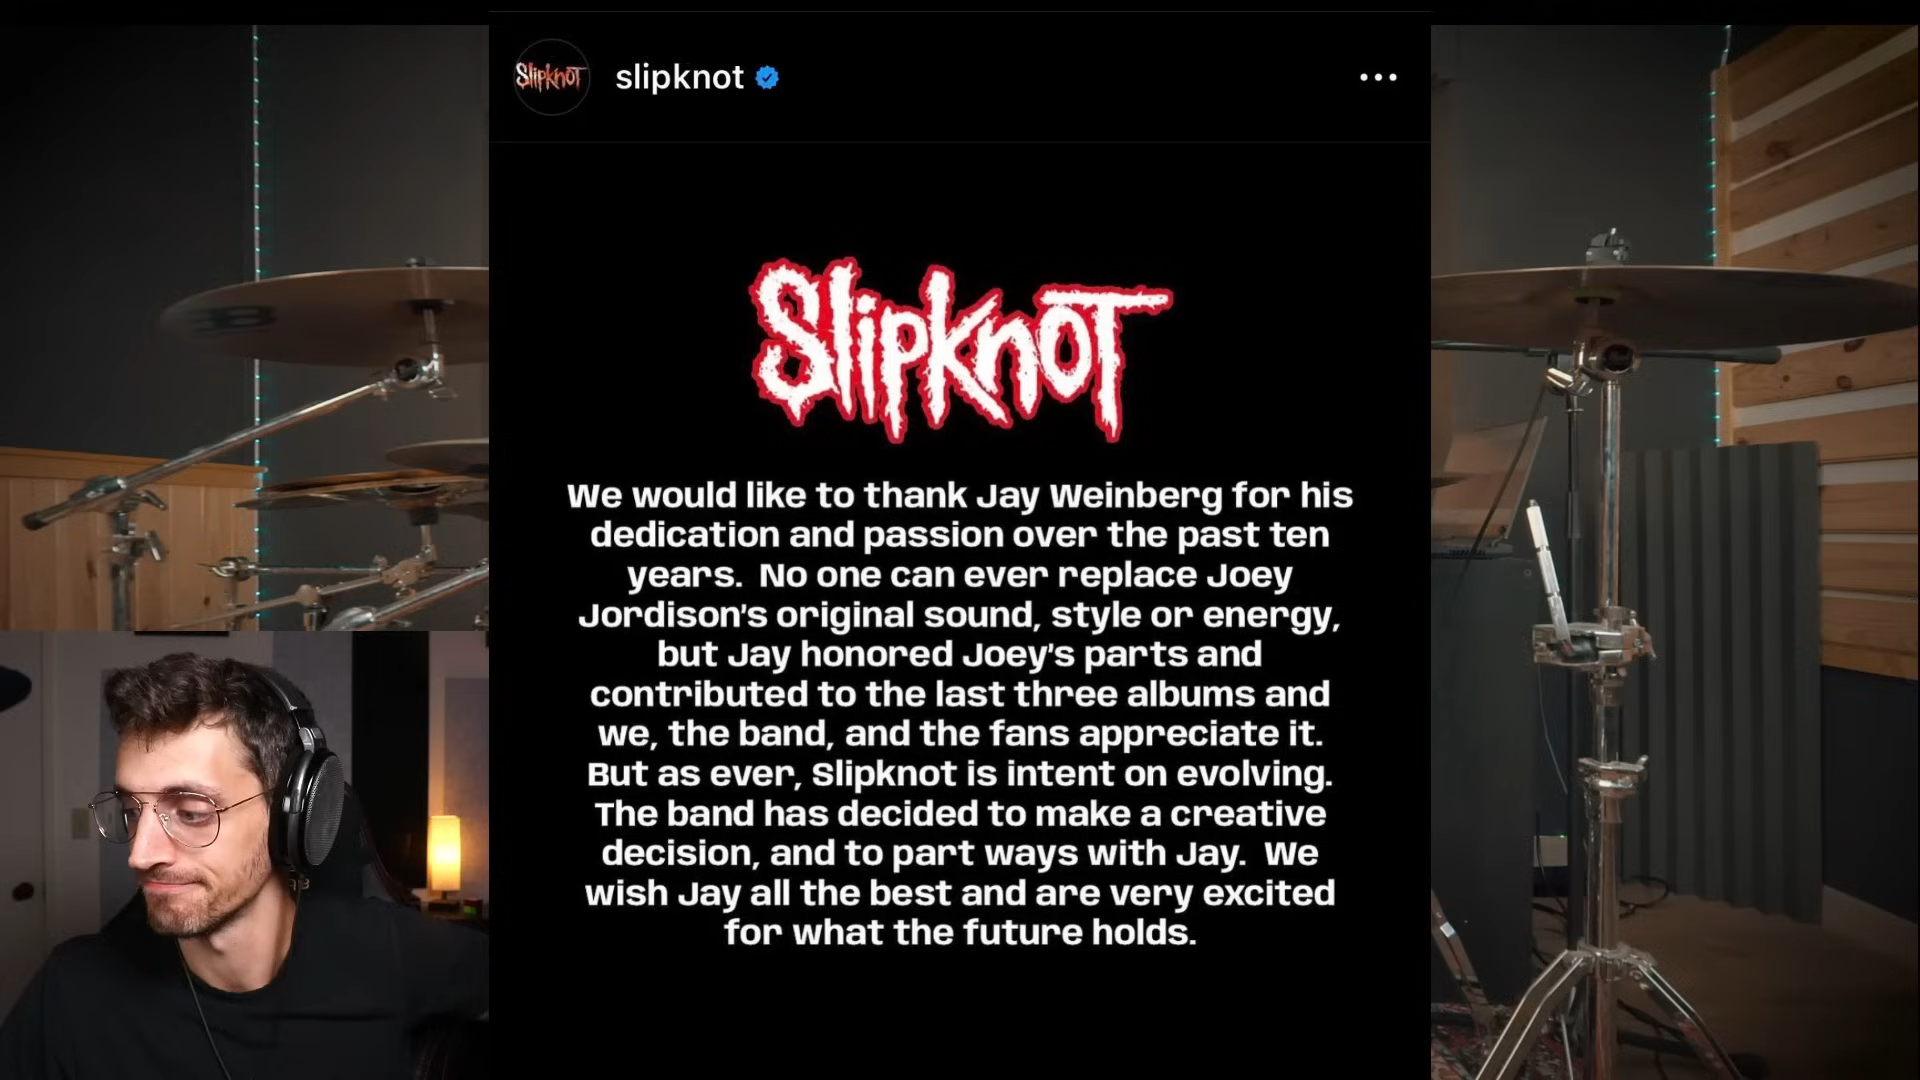 Slipknot
slipknot
Slipknot
We would like to thank Jay Weinberg for his
dedication and passion over the past ten
years.  No one can ever replace Joey
Jordison's original sound, style or energy,
but Jay honored Joey's parts and
contributed to the last three albums and
we, the band, and the fans appreciate it.
But as ever, Slipknot is intent on evolving.
The band has decided to make a creative
decision, and to part ways with Jay.  We
wish Jay all the best and are very excited
for what the future holds.